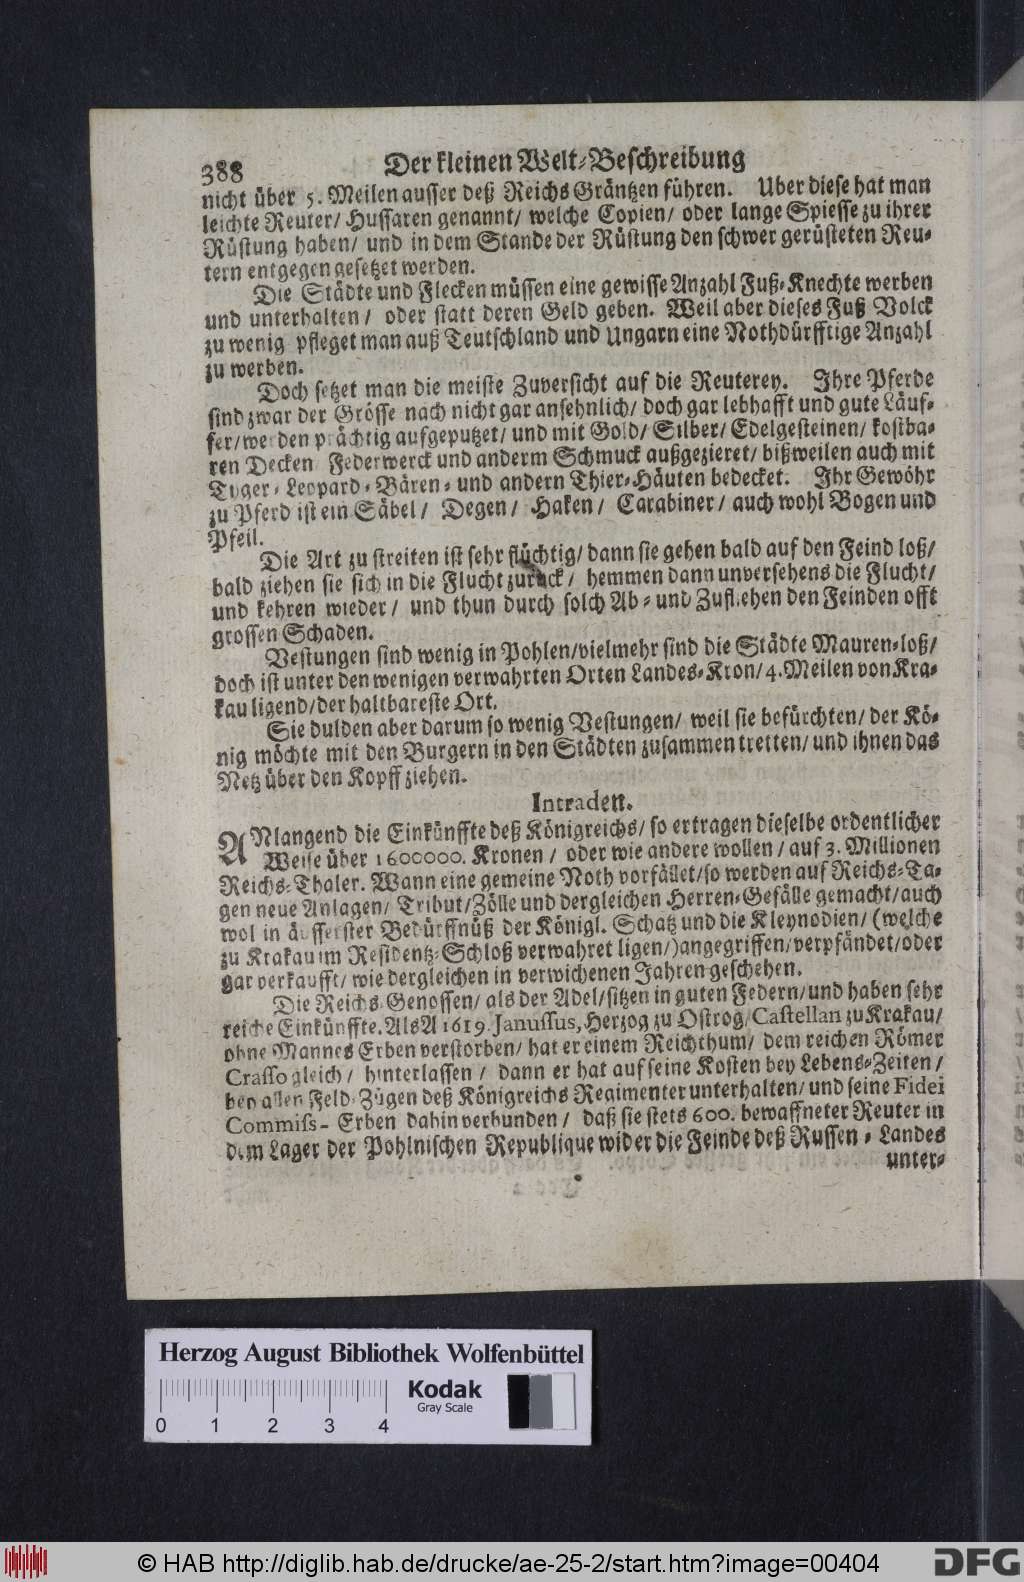 388 Der kleinen Welt-Beschreibung
nicht über 5. Meilen ausser deß Reichs Gräntzen führen. Uber diese hat man
leichte Reuter/ Hussaren genannt/ welche Copien/ oder lange Spiesse zu ihrer
Rüstung haben/ und in dem Stande der Rüstung den schwer gerüsteten Reu-
tern entgegen gesetzet werden.
Die Städte und Flecken müssen eine gewisse Anzahl Fuß-Knechte werben
und unterhalten/ oder statt deren Geld geben. Weil aber dieses Fuß Volck
zu wenig pfleget man auß Teutschland und Ungarn eine Nothdürfftige Anzahl
zu werben.
Doch setzet man die meiste Zuversicht auf die Reuterey. Ihre Pferde
sind zwar der Grösse nach nicht gar ansehnlich/ doch gar lebhafft und gute Läuf-
fer/ werden prächtig aufgeputzet/ und mit Gold/ Silber/ Edelgesteinen/ kostba-
ren Decken Federwerck und anderm Schmuck außgezieret/ bißweilen auch mit
Tyger- Leopard- Bären- und andern Thier-Häuten bedecket. Ihr Gewöhr
zu Pferd ist ein Säbel/ Degen/ Haken/ Carabiner/ auch wohl Bogen und
Pfeil.
Die Art zu streiten ist sehr flüchtig/ dann sie gehen bald auf den Feind loß/
bald ziehen sie sich in die Flucht zurück/ hemmen dann unversehens die Flucht/
und kehren wieder/ und thun durch solch Ab- und Zufliehen den Feinden offt
grossen Schaden.
Vestungen sind wenig in Pohlen/ vielmehr sind die Städte Mauren-loß/
doch ist unter den wenigen verwahrten Orten Landes-Kron/ 4. Meilen von Kra-
kau ligend/ der haltbareste Ort.
Sie dulden aber darum so wenig Vestungen/ weil sie befürchten/ der Kö-
nig möchte mit den Burgern in den Städten zusammen tretten/ und ihnen das
Netz über den Kopff ziehen.
Intraden.
ANlangend die Einkünffte deß Königreichs/ so ertragen dieselbe ordentlicher
Weise über 1600000. Kronen/ oder wie andere wollen/ auf 3. Millionen
Reichs-Thaler. Wann eine gemeine Noth vorfället/ so werden auf Reichs-Ta-
gen neue Anlagen/ Tribut/ Zölle und dergleichen Herren-Gefälle gemacht/ auch
wol in äusserster Bedürffnüß der Königl. Schatz und die Kleynodien/ (welche
zu Krakau im Residentz-Schloß verwahret ligen/) angegriffen/ verpfändet/ oder
gar verkaufft/ wie dergleichen in verwichenen Jahren geschehen.
Die Reichs Genossen/ als der Adel/ sitzen in guten Federn/ und haben sehr
reiche Einkünffte. Als A 1619. Janussus, Herzog zu Ostrog/ Castellan zu Krakau/
ohne Mannes Erben verstorben/ hat er einem Reichthum/ dem reichen Römer
Crasso gleich/ hinterlassen/ dann er hat auf seine Kosten bey Lebens-Zeiten/
bey allen Feld-Zügen deß Königreichs Regimenter unterhalten/ und seine Fidei
Commiss- Erben dahin verbunden/ daß sie stets 600. bewaffneter Reuter in
dem Lager der Pohlnischen Republique wider die Feinde deß Russen- Landes
unter-
Herzog August Bibliothek Wolfenbüttel
Kodak
Gray Scale
0 1 2 3 4
© HAB http://diglib.hab.de/drucke/ae-25-2/start.htm?image=00404
DFG